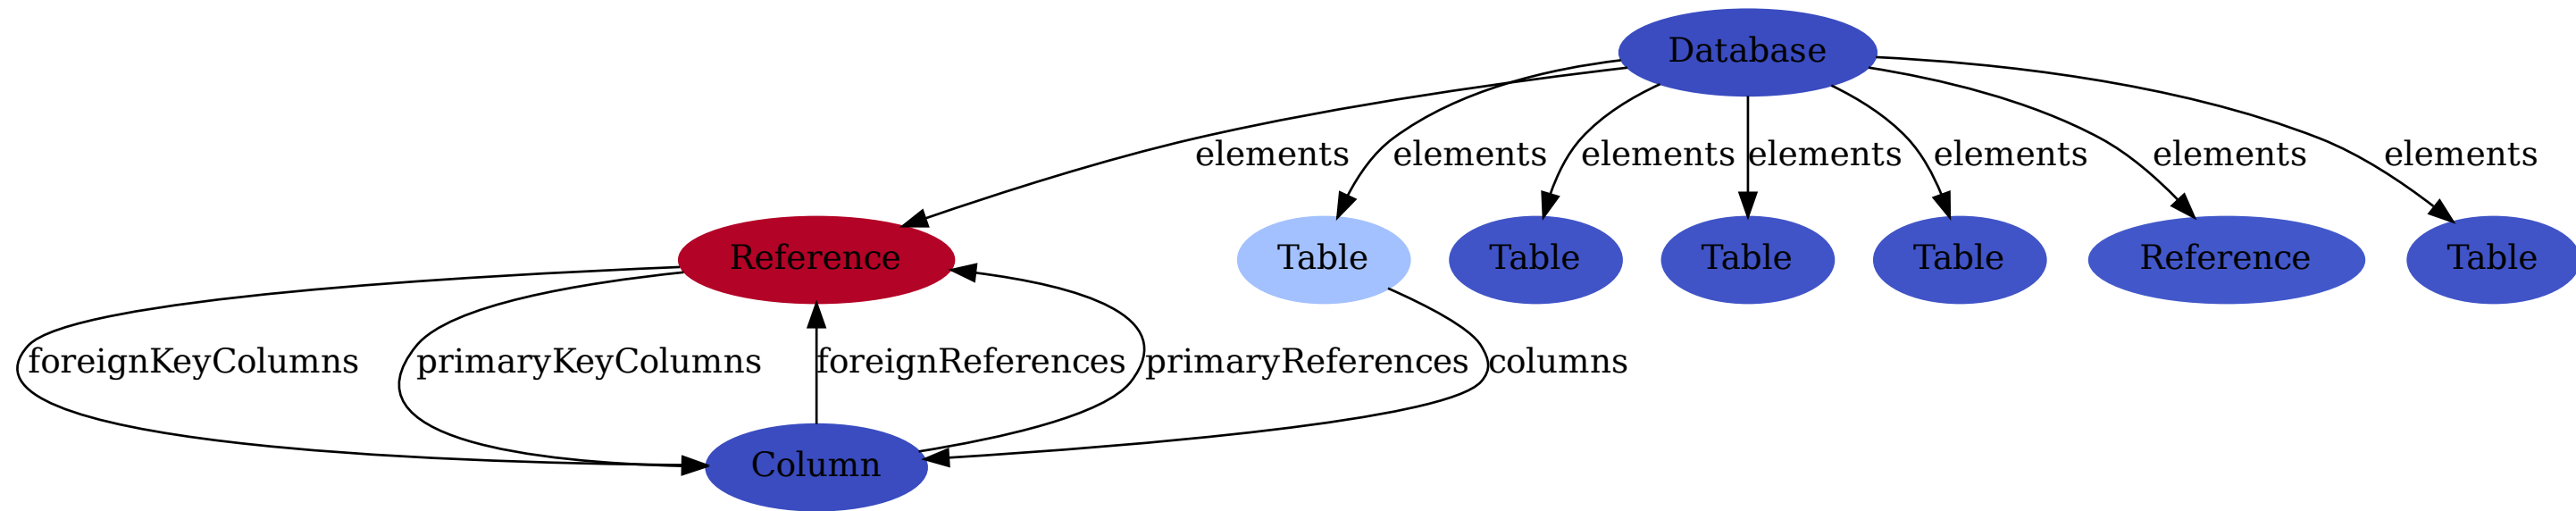 Database
elements
elements
elements
elements
elements
elements
elements
Reference
Table
Table
Table
Table
Reference
Table
foreignKeyColumns
primaryKeyColumns
foreignReferences
primaryReferences
columns
Column